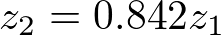 z₂ = 0.842z₁